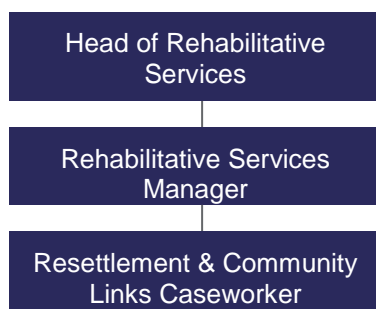 Head of Rehabilitative
Services
Rehabilitative Services
Manager
Resettlement & Community
Links Caseworker